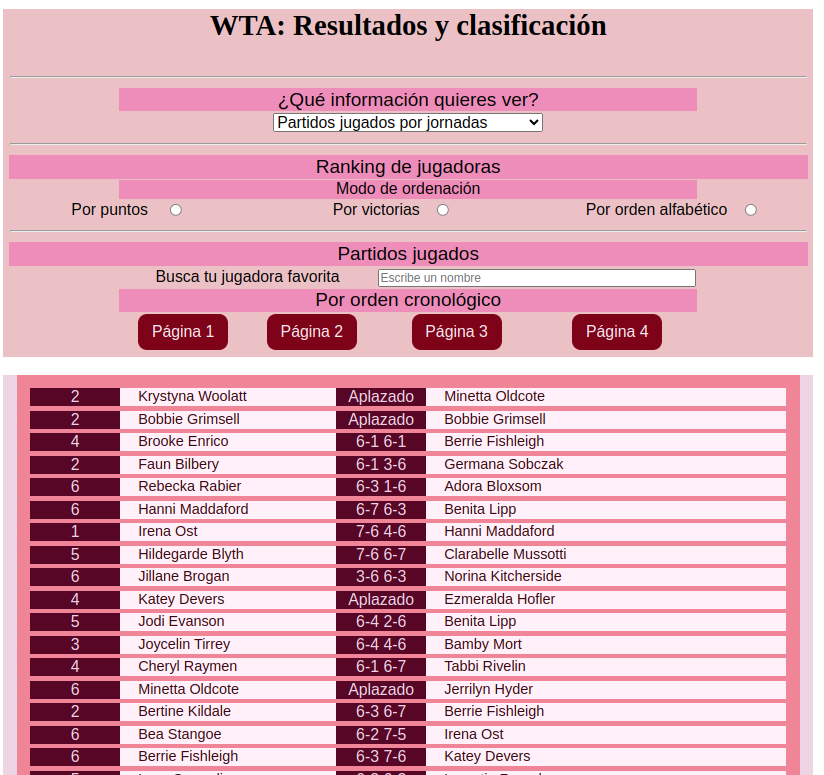 WTA: Resultados y clasificación
¿Qué información quieres ver?
Partidos jugados por jornadas
Ranking de jugadoras
Modo de ordenación
Por puntos Por victorias Por orden alfabético
Partidos jugados
Busca tu jugadora favorita Escribe un nombre
Por orden cronológico
Página 1 Página 2 Página 3 Página 4
2 Krystyna Woolatt Aplazado Minetta Oldcote
2 Bobbie Grimsell Aplazado Bobbie Grimsell
4 Brooke Enrico 6-1 6-1 Berrie Fishleigh
2 Faun Bilbery 6-1 3-6 Germana Sobczak
6 Rebecka Rabier 6-3 1-6 Adora Bloxsom
6 Hanni Maddaford 6-7 6-3 Benita Lipp
1 Irena Ost 7-6 4-6 Hanni Maddaford
5 Hildegarde Blyth 7-6 6-7 Clarabelle Mussotti
6 Jillane Brogan 3-6 6-3 Norina Kitcherside
4 Katey Devers Aplazado Ezmeralda Hofler
5 Jodi Evanson 6-4 2-6 Benita Lipp
3 Joycelin Tirrey 6-4 4-6 Bamby Mort
4 Cheryl Raymen 6-1 6-7 Tabbi Rivelin
6 Minetta Oldcote Aplazado Jerrilyn Hyder
2 Bertine Kildale 6-3 6-7 Berrie Fishleigh
6 Bea Stangoe 6-2 7-5 Irena Ost
6 Berrie Fishleigh 6-3 7-6 Katey Devers